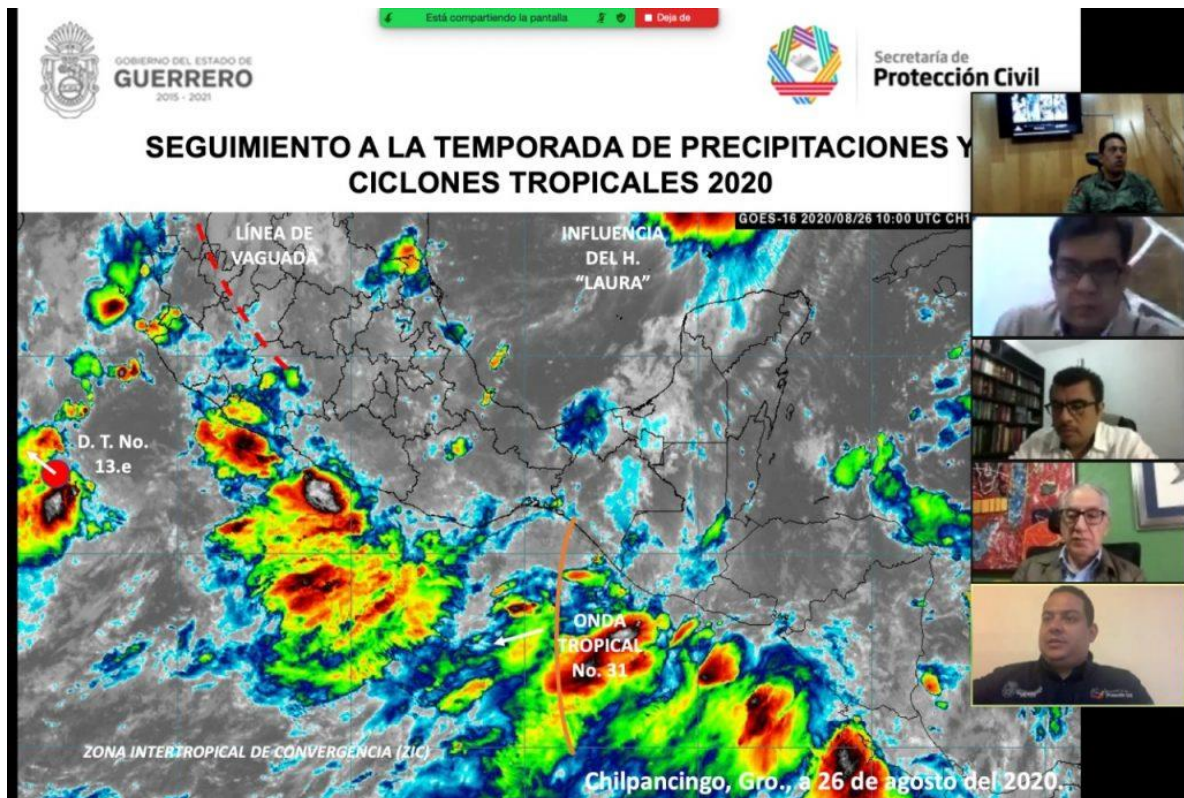 Está compartiendo la pantalla
Deja de
GOBIERNO DEL ESTADO DE
GUERRERO
2015 - 2021
Secretaría de
Protección Civil
SEGUIMIENTO A LA TEMPORADA DE PRECIPITACIONES Y
CICLONES TROPICALES 2020
GOES-16 2020/08/26 10:00 UTC CH1
LÍNEA DE
VAGUADA
INFLUENCIA
DEL H.
“LAURA”
D. T. No.
13.e
ONDA
TROPICAL
No. 31
ZONA INTERTROPICAL DE CONVERGENCIA (ZIC)
Chilpancingo, Gro., a 26 de agosto del 2020.